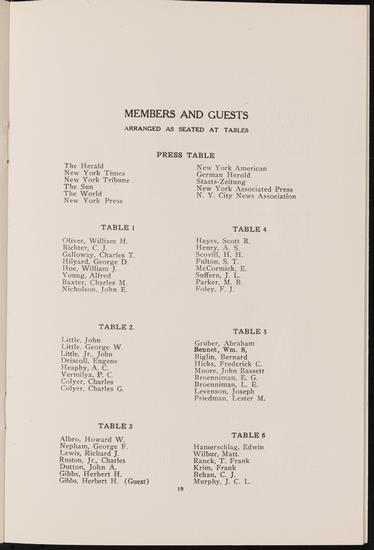 MEMBERS AND GUESTS
ARRANGED AS SEATED AT TABLES
PRESS TABLE
The Herald
New York Times
New York Tribune
The Sun
The World
New York Press
New York American
German Herold
Staats-Zeitung
New York Associated Press
N. Y. City News Association
TABLE 1
Oliver, William H.
Richter, C. J.
Galloway, Charles T.
Hilyard, George D.
Hoe, William J.
Young, Alfred
Baxter, Charles M.
Nicholson, John E.
TABLE 4
Hayes, Scott R.
Henry, A. S.
Scovill, H. H.
Fulton, S. T.
McCormick, E.
Suffern, J. L.
Parker, M. B.
Foley, F. J.
TABLE 2.
Little, John
Little, George W.
Little, Jr., John
Driscoll, Eugene
Heaphy, A. C.
Vermilya, P. C.
Colyer, Charles
Colyer, Charles G.
TABLE 5
Gruber, Abraham
Bennet, Wm. S,
Biglin, Bernard
Hicks, Frederick C.
Moore, John Bassett
Broenniman, E. G.
Broenniman, L. E.
Levenson, Joseph
Friedman, Lester M.
TABLE 3
Albro, Howard W.
Nepham, George F.
Lewis, Richard J.
Ruston, Jr., Charles
Dutton, John A.
Gibbs, Herbert H.
Gibbs, Herbert H. (Guest)
TABLE 6
Hamerschlag, Edwin
Wilbur, Matt.
Ranck, T. Frank
Krim, Frank
Behan, C. J.
Murphy, J. C. L.
19